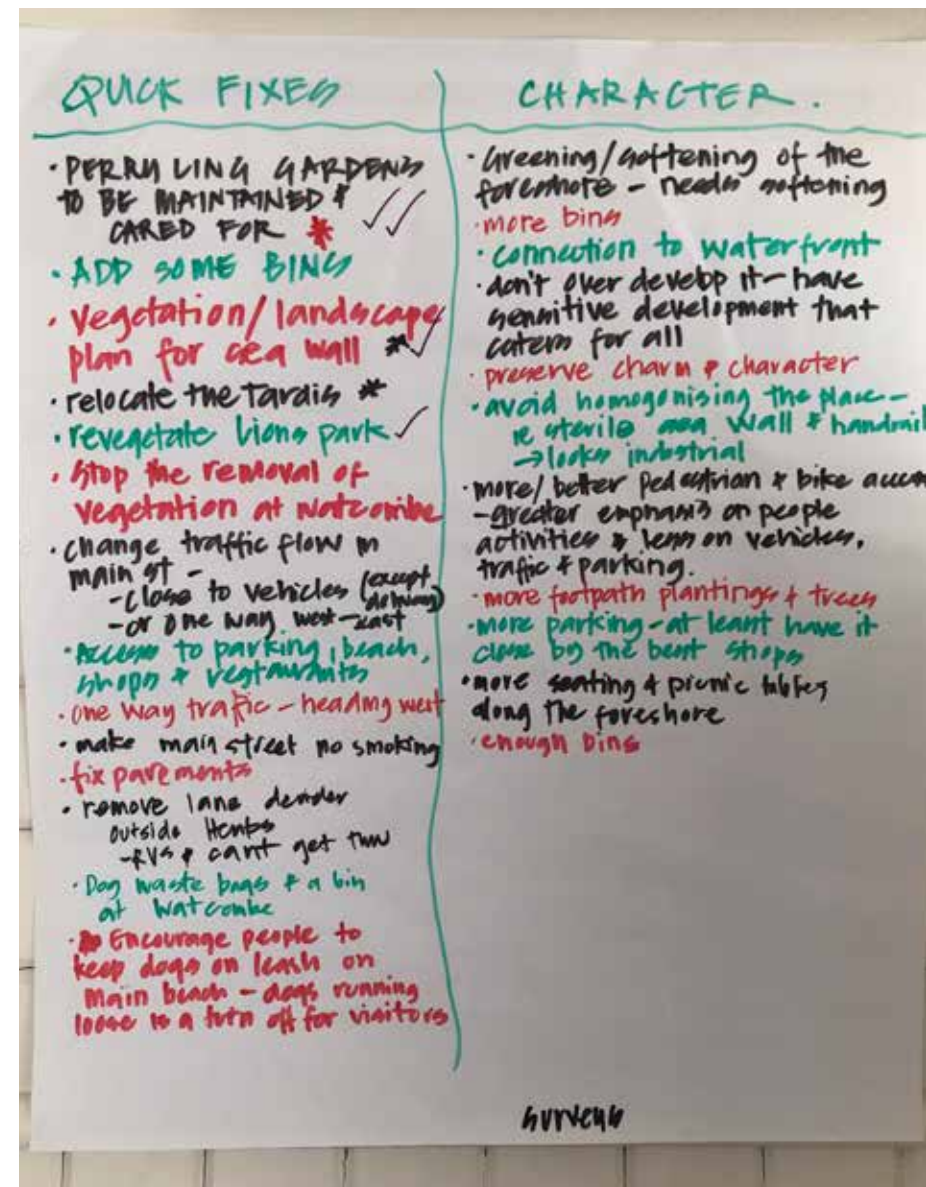 QUICK FIXES
• PERRY LING GARDENS
TO BE MAINTAINED &
CARED FOR * ✓✓
• ADD SOME BINS
• Vegetation/landscape
plan for sea wall * ✓
• relocate the Tardis *
• revegetate Lions park ✓
• Stop the removal of
vegetation at Watcombe
• change traffic flow in
main st -
- close to vehicles (except
- or one way west-east
• Access to parking, beach,
shops & restaurants
• one way traffic - heading west
• make main street no smoking
• fix pavements
• remove lane
outside
- RVs & cant get
• Dog waste bags & a bin
at Watcombe
• Encourage people to
keep dogs on leash on
main beach - dogs running
loose is a turn off for visitors
CHARACTER.
• Greening/softening of the
foreshore - needs softening
• more bins
• connection to waterfront
• don't over develop it - have
sensitive development that
caters for all
• preserve charm & character
• avoid homogenising the place -
ie sterile sea wall & handrail
→ looks industrial
• more/better pedestrian & bike
- greater emphasis on people
activities & less on vehicles,
traffic & parking.
• more footpath plantings & trees
• more parking - at least have it
close by the best shops
• more seating & picnic tables
along the foreshore
• enough bins
surveys